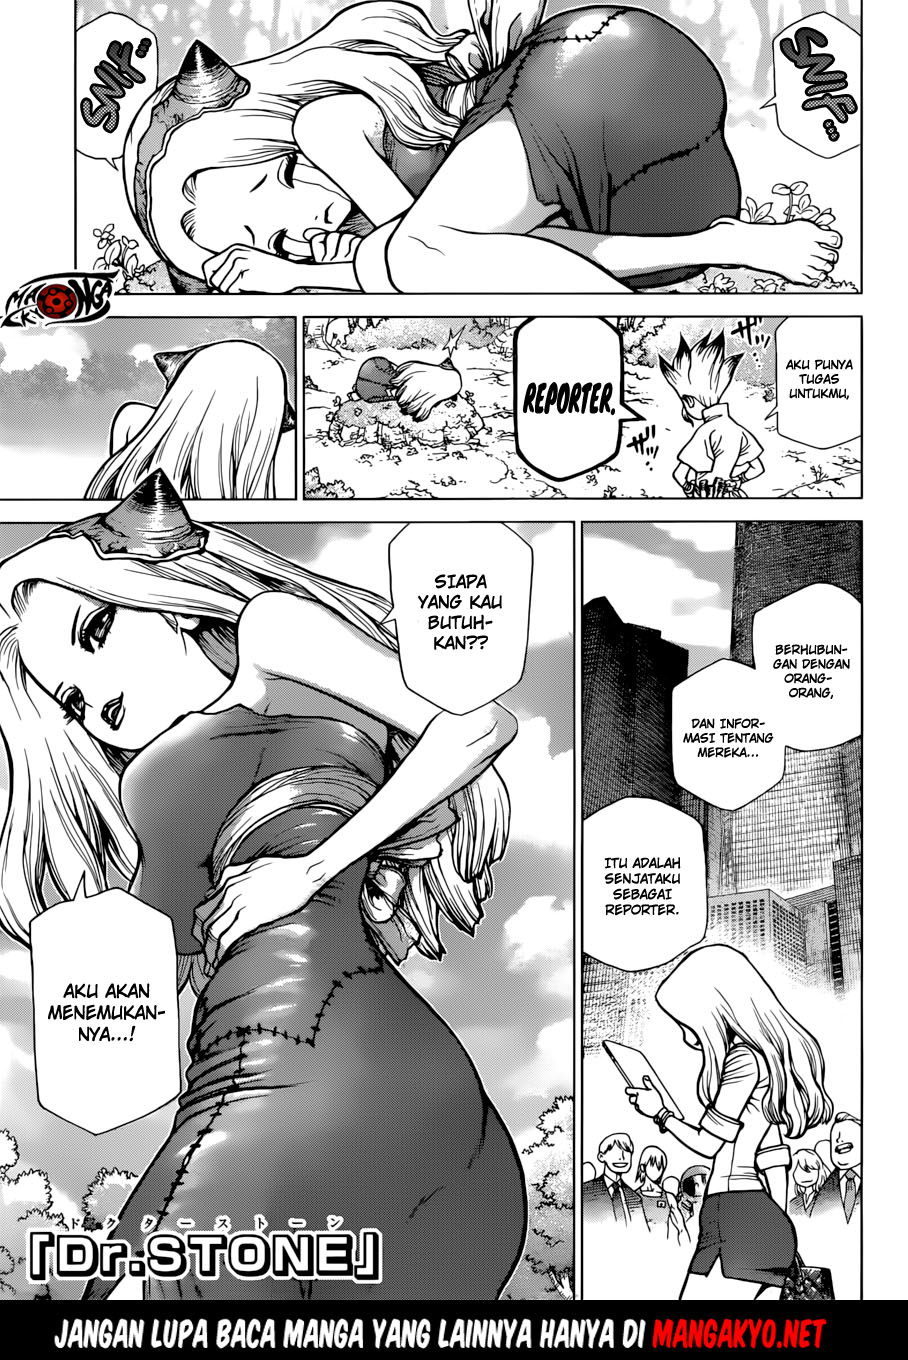 SNIF...
SNIF...
MANGA
KYO
AKU PUNYA
TUGAS
UNTUKMU,
REPORTER.
BERHUBUN-
GAN DENGAN
ORANG-
ORANG,
DAN INFOR-
MASI TENTANG
MEREKA...
ITU ADALAH
SENJATAKU
SEBAGAI
REPORTER.
SIAPA
YANG KAU
BUTUH-
KAN??
AKU AKAN
MENEMUKAN-
NYA...!
ドクターストーン
「Dr.STONE」
JANGAN LUPA BACA MANGA YANG LAINNYA HANYA DI MANGAKYO.NET